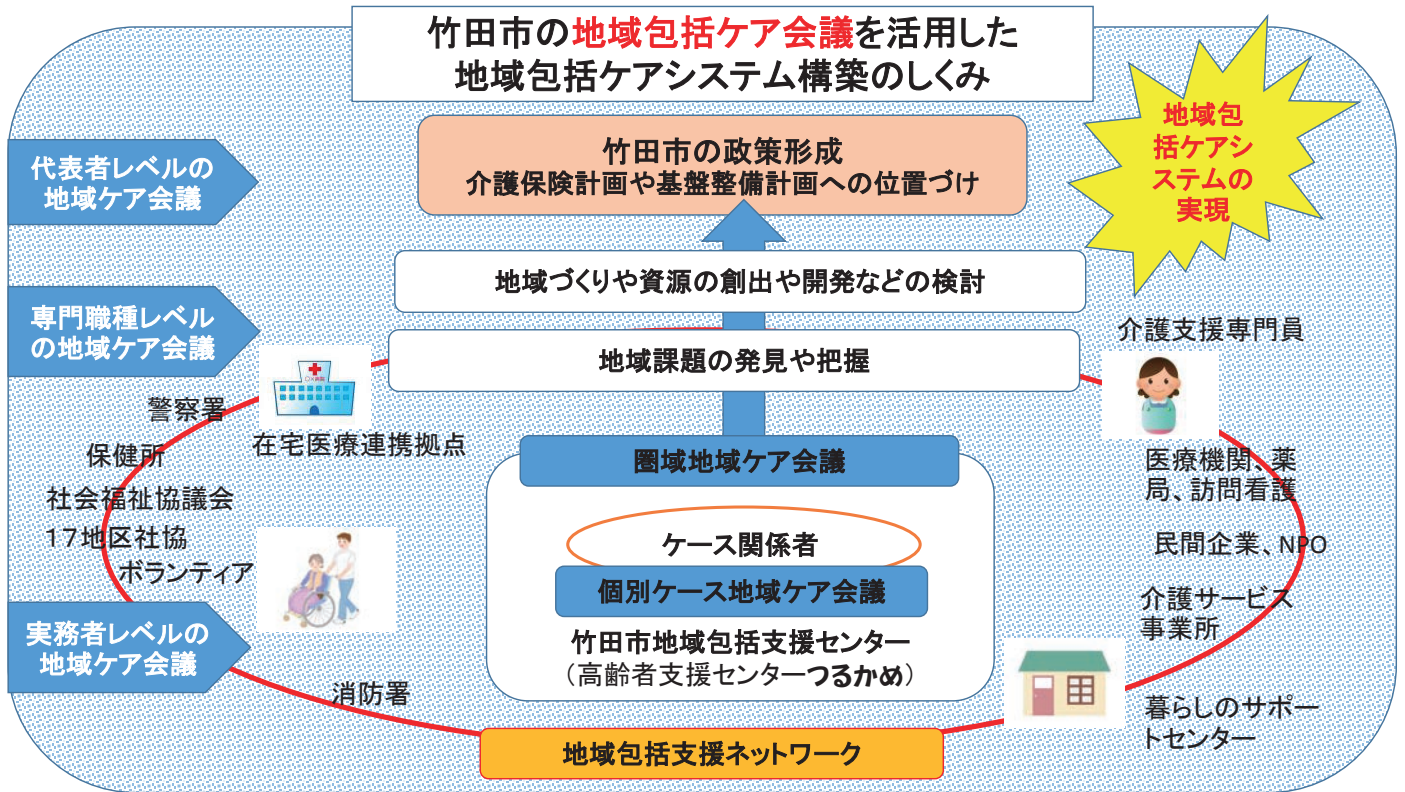 竹田市の地域包括ケア会議を活用した
地域包括ケアシステム構築のしくみ
地域包
括ケアシ
ステムの
実現
代表者レベルの
地域ケア会議
竹田市の政策形成
介護保険計画や基盤整備計画への位置づけ
地域づくりや資源の創出や開発などの検討
専門職種レベル
の地域ケア会議
地域課題の発見や把握
介護支援専門員
警察署
在宅医療連携拠点
保健所
圏域地域ケア会議
医療機関、薬
局、訪問看護
社会福祉協議会
17地区社協
ボランティア
ケース関係者
民間企業、NPO
個別ケース地域ケア会議
介護サービス
事業所
実務者レベルの
地域ケア会議
竹田市地域包括支援センター
（高齢者支援センターつるかめ）
消防署
暮らしのサポー
トセンター
地域包括支援ネットワーク